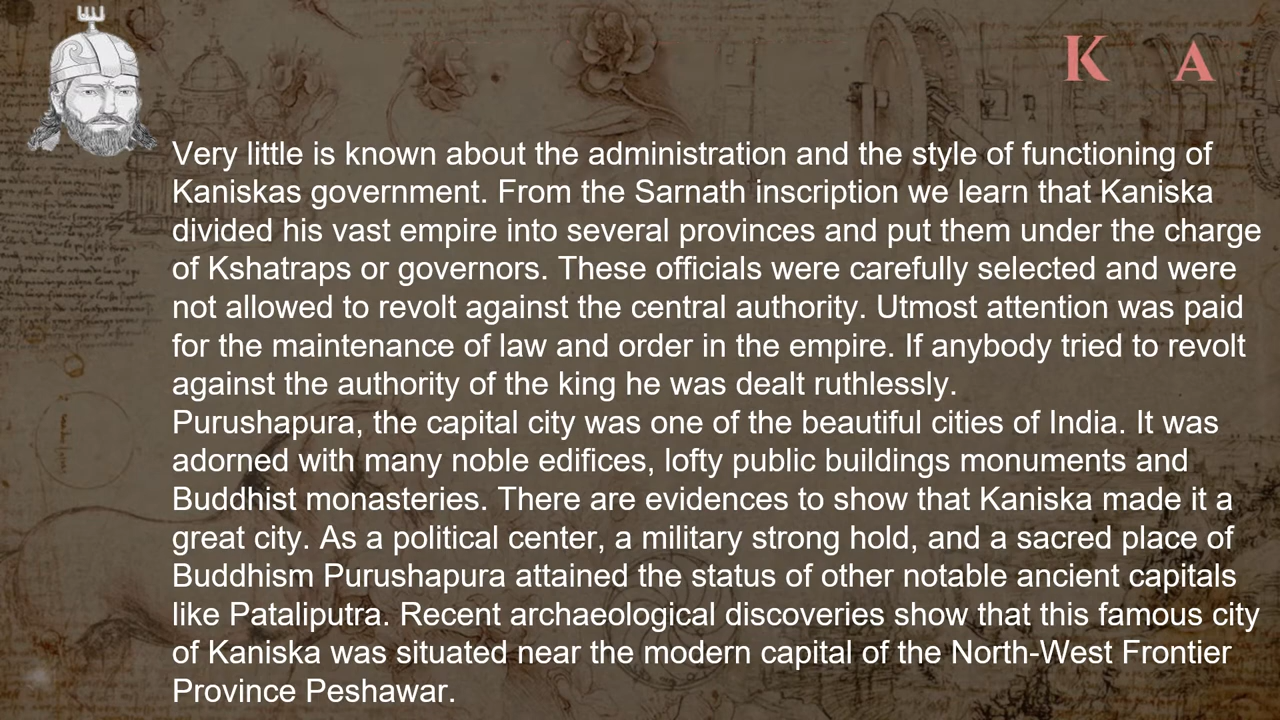 K A
Very little is known about the administration and the style of functioning of
Kaniskas government. From the Sarnath inscription we learn that Kaniska
divided his vast empire into several provinces and put them under the charge
of Kshatraps or governors. These officials were carefully selected and were
not allowed to revolt against the central authority. Utmost attention was paid
for the maintenance of law and order in the empire. If anybody tried to revolt
against the authority of the king he was dealt ruthlessly.
Purushapura, the capital city was one of the beautiful cities of India. It was
adorned with many noble edifices, lofty public buildings monuments and
Buddhist monasteries. There are evidences to show that Kaniska made it a
great city. As a political center, a military strong hold, and a sacred place of
Buddhism Purushapura attained the status of other notable ancient capitals
like Pataliputra. Recent archaeological discoveries show that this famous city
of Kaniska was situated near the modern capital of the North-West Frontier
Province Peshawar.